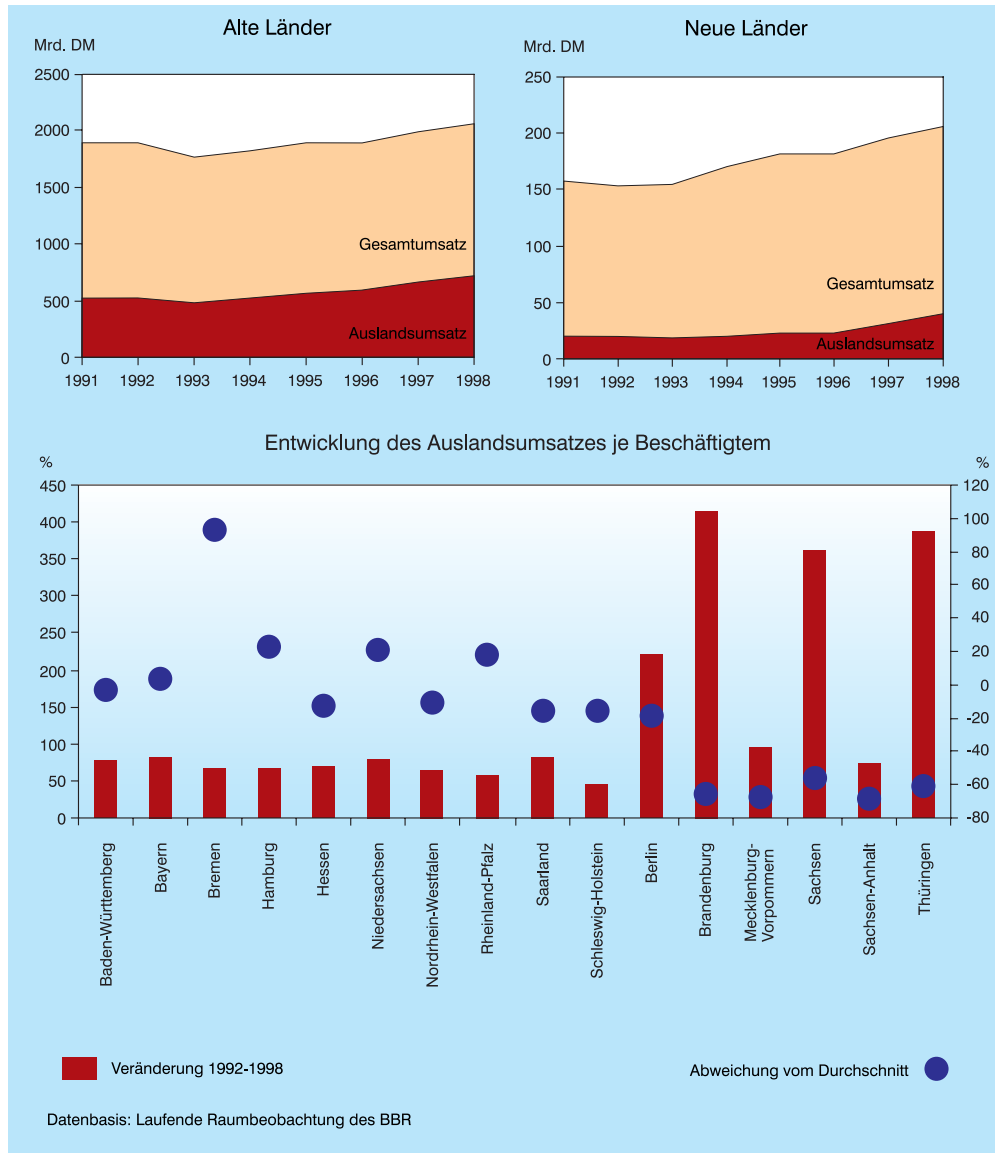 Alte Länder
Mrd. DM
2500
2000
1500
1000
500
0
Gesamtumsatz
Auslandsumsatz
1991 1992 1993 1994 1995 1996 1997 1998
Neue Länder
Mrd. DM
250
200
150
100
50
0
Gesamtumsatz
Auslandsumsatz
1991 1992 1993 1994 1995 1996 1997 1998
Entwicklung des Auslandsumsatzes je Beschäftigtem
%
450
400
350
300
250
200
150
100
50
0
%
120
100
80
60
40
20
0
-20
-40
-60
-80
Baden-Württemberg
Bayern
Bremen
Hamburg
Hessen
Niedersachsen
Nordrhein-Westfalen
Rheinland-Pfalz
Saarland
Schleswig-Holstein
Berlin
Brandenburg
Mecklenburg-
Vorpommern
Sachsen
Sachsen-Anhalt
Thüringen
Veränderung 1992-1998
Abweichung vom Durchschnitt
Datenbasis: Laufende Raumbeobachtung des BBR